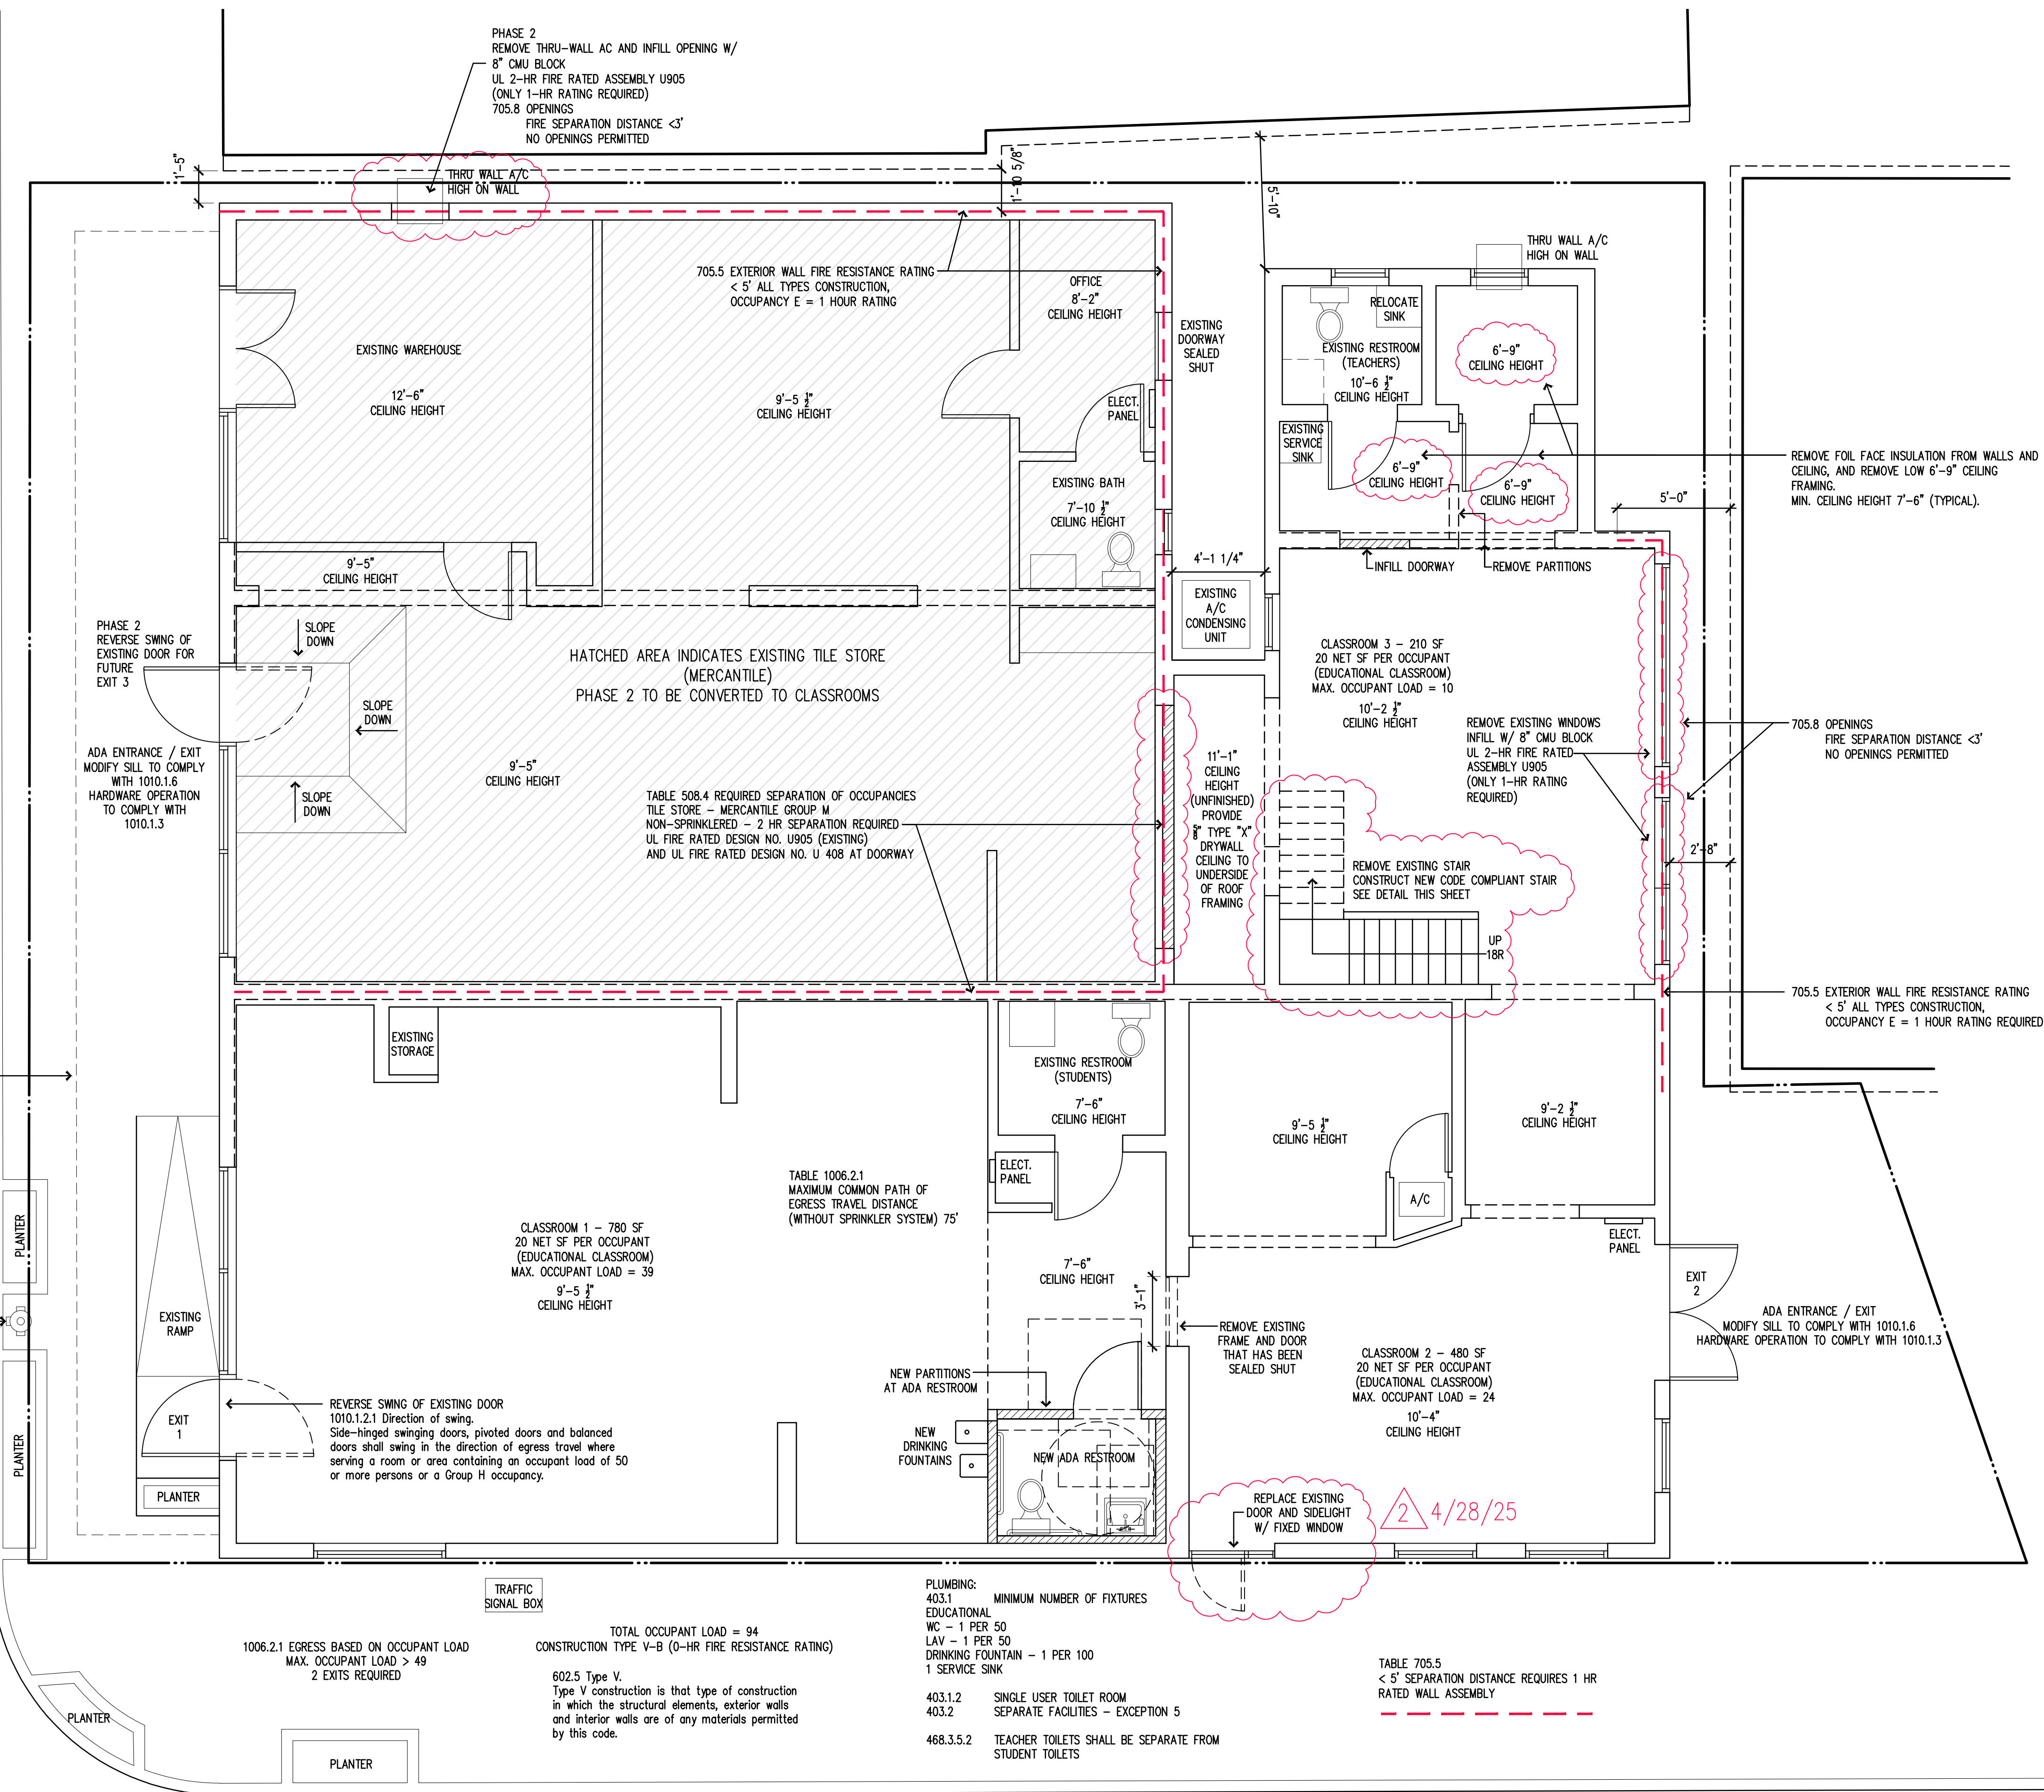 PHASE 2
REMOVE THRU-WALL AC AND INFILL OPENING W/
8" CMU BLOCK
UL 2-HR FIRE RATED ASSEMBLY U905
(ONLY 1-HR RATING REQUIRED)
705.8 OPENINGS
FIRE SEPARATION DISTANCE <3'
NO OPENINGS PERMITTED
1'-5"
THRU WALL A/C
HIGH ON WALL
1'-10 5/8"
5'-10"
THRU WALL A/C
HIGH ON WALL
705.5 EXTERIOR WALL FIRE RESISTANCE RATING
< 5' ALL TYPES CONSTRUCTION,
OCCUPANCY E = 1 HOUR RATING
OFFICE
8'-2"
CEILING HEIGHT
EXISTING
DOORWAY
SEALED
SHUT
RELOCATE
SINK
EXISTING RESTROOM
(TEACHERS)
10'-6 ½"
CEILING HEIGHT
6'-9"
CEILING HEIGHT
EXISTING WAREHOUSE
12'-6"
CEILING HEIGHT
9'-5 ½"
CEILING HEIGHT
ELECT.
PANEL
EXISTING
SERVICE
SINK
6'-9"
CEILING HEIGHT
6'-9"
CEILING HEIGHT
REMOVE FOIL FACE INSULATION FROM WALLS AND
CEILING, AND REMOVE LOW 6'-9" CEILING
FRAMING.
MIN. CEILING HEIGHT 7'-6" (TYPICAL).
5'-0"
EXISTING BATH
7'-10 ½"
CEILING HEIGHT
9'-5"
CEILING HEIGHT
4'-1 1/4"
INFILL DOORWAY
REMOVE PARTITIONS
EXISTING
A/C
CONDENSING
UNIT
PHASE 2
REVERSE SWING OF
EXISTING DOOR FOR
FUTURE
EXIT 3
SLOPE
DOWN
SLOPE
DOWN
SLOPE
DOWN
HATCHED AREA INDICATES EXISTING TILE STORE
(MERCANTILE)
PHASE 2 TO BE CONVERTED TO CLASSROOMS
CLASSROOM 3 - 210 SF
20 NET SF PER OCCUPANT
(EDUCATIONAL CLASSROOM)
MAX. OCCUPANT LOAD = 10
10'-2 ½"
CEILING HEIGHT
REMOVE EXISTING WINDOWS
INFILL W/ 8" CMU BLOCK
UL 2-HR FIRE RATED
ASSEMBLY U905
(ONLY 1-HR RATING
REQUIRED)
705.8 OPENINGS
FIRE SEPARATION DISTANCE <3'
NO OPENINGS PERMITTED
ADA ENTRANCE / EXIT
MODIFY SILL TO COMPLY
WITH 1010.1.6
HARDWARE OPERATION
TO COMPLY WITH
1010.1.3
9'-5"
CEILING HEIGHT
TABLE 508.4 REQUIRED SEPARATION OF OCCUPANCIES
TILE STORE - MERCANTILE GROUP M
NON-SPRINKLERED - 2 HR SEPARATION REQUIRED
UL FIRE RATED DESIGN NO. U905 (EXISTING)
AND UL FIRE RATED DESIGN NO. U 408 AT DOORWAY
11'-1"
CEILING
HEIGHT
(UNFINISHED)
PROVIDE
⅝" TYPE "X"
DRYWALL
CEILING TO
UNDERSIDE
OF ROOF
FRAMING
REMOVE EXISTING STAIR
CONSTRUCT NEW CODE COMPLIANT STAIR
SEE DETAIL THIS SHEET
2'-8"
UP
18R
705.5 EXTERIOR WALL FIRE RESISTANCE RATING
< 5' ALL TYPES CONSTRUCTION,
OCCUPANCY E = 1 HOUR RATING REQUIRED
EXISTING
STORAGE
EXISTING RESTROOM
(STUDENTS)
7'-6"
CEILING HEIGHT
9'-5 ½"
CEILING HEIGHT
9'-2 ½"
CEILING HEIGHT
ELECT.
PANEL
A/C
TABLE 1006.2.1
MAXIMUM COMMON PATH OF
EGRESS TRAVEL DISTANCE
(WITHOUT SPRINKLER SYSTEM) 75'
CLASSROOM 1 - 780 SF
20 NET SF PER OCCUPANT
(EDUCATIONAL CLASSROOM)
MAX. OCCUPANT LOAD = 39
9'-5 ½"
CEILING HEIGHT
7'-6"
CEILING HEIGHT
3'-1"
ELECT.
PANEL
EXIT
2
ADA ENTRANCE / EXIT
MODIFY SILL TO COMPLY WITH 1010.1.6
HARDWARE OPERATION TO COMPLY WITH 1010.1.3
PLANTER
EXISTING
RAMP
REMOVE EXISTING
FRAME AND DOOR
THAT HAS BEEN
SEALED SHUT
CLASSROOM 2 - 480 SF
20 NET SF PER OCCUPANT
(EDUCATIONAL CLASSROOM)
MAX. OCCUPANT LOAD = 24
10'-4"
CEILING HEIGHT
NEW PARTITIONS
AT ADA RESTROOM
EXIT
1
REVERSE SWING OF EXISTING DOOR
1010.1.2.1 Direction of swing.
Side-hinged swinging doors, pivoted doors and balanced
doors shall swing in the direction of egress travel where
serving a room or area containing an occupant load of 50
or more persons or a Group H occupancy.
NEW
DRINKING
FOUNTAINS
NEW ADA RESTROOM
PLANTER
PLANTER
REPLACE EXISTING
DOOR AND SIDELIGHT
W/ FIXED WINDOW
2 4/28/25
TRAFFIC
SIGNAL BOX
1006.2.1 EGRESS BASED ON OCCUPANT LOAD
MAX. OCCUPANT LOAD > 49
2 EXITS REQUIRED
TOTAL OCCUPANT LOAD = 94
CONSTRUCTION TYPE V-B (0-HR FIRE RESISTANCE RATING)
602.5 Type V.
Type V construction is that type of construction
in which the structural elements, exterior walls
and interior walls are of any materials permitted
by this code.
PLUMBING:
403.1 MINIMUM NUMBER OF FIXTURES
EDUCATIONAL
WC - 1 PER 50
LAV - 1 PER 50
DRINKING FOUNTAIN - 1 PER 100
1 SERVICE SINK
403.1.2 SINGLE USER TOILET ROOM
403.2 SEPARATE FACILITIES - EXCEPTION 5
468.3.5.2 TEACHER TOILETS SHALL BE SEPARATE FROM
STUDENT TOILETS
TABLE 705.5
< 5' SEPARATION DISTANCE REQUIRES 1 HR
RATED WALL ASSEMBLY
PLANTER
PLANTER